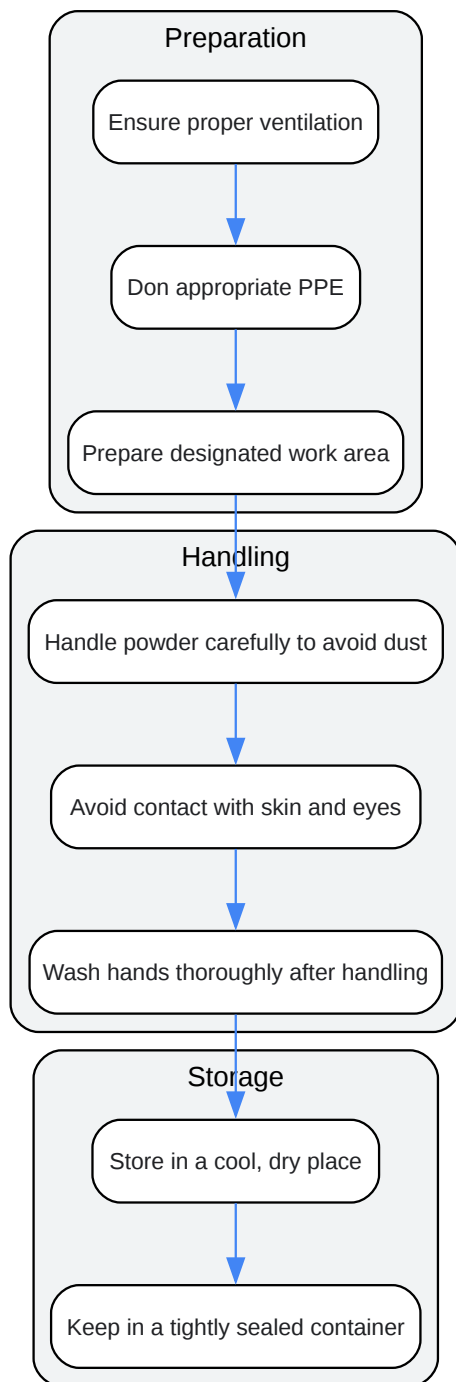 Preparation
Ensure proper ventilation
Don appropriate PPE
Prepare designated work area
Handling
Handle powder carefully to avoid dust
Avoid contact with skin and eyes
Wash hands thoroughly after handling
Storage
Store in a cool, dry place
Keep in a tightly sealed container